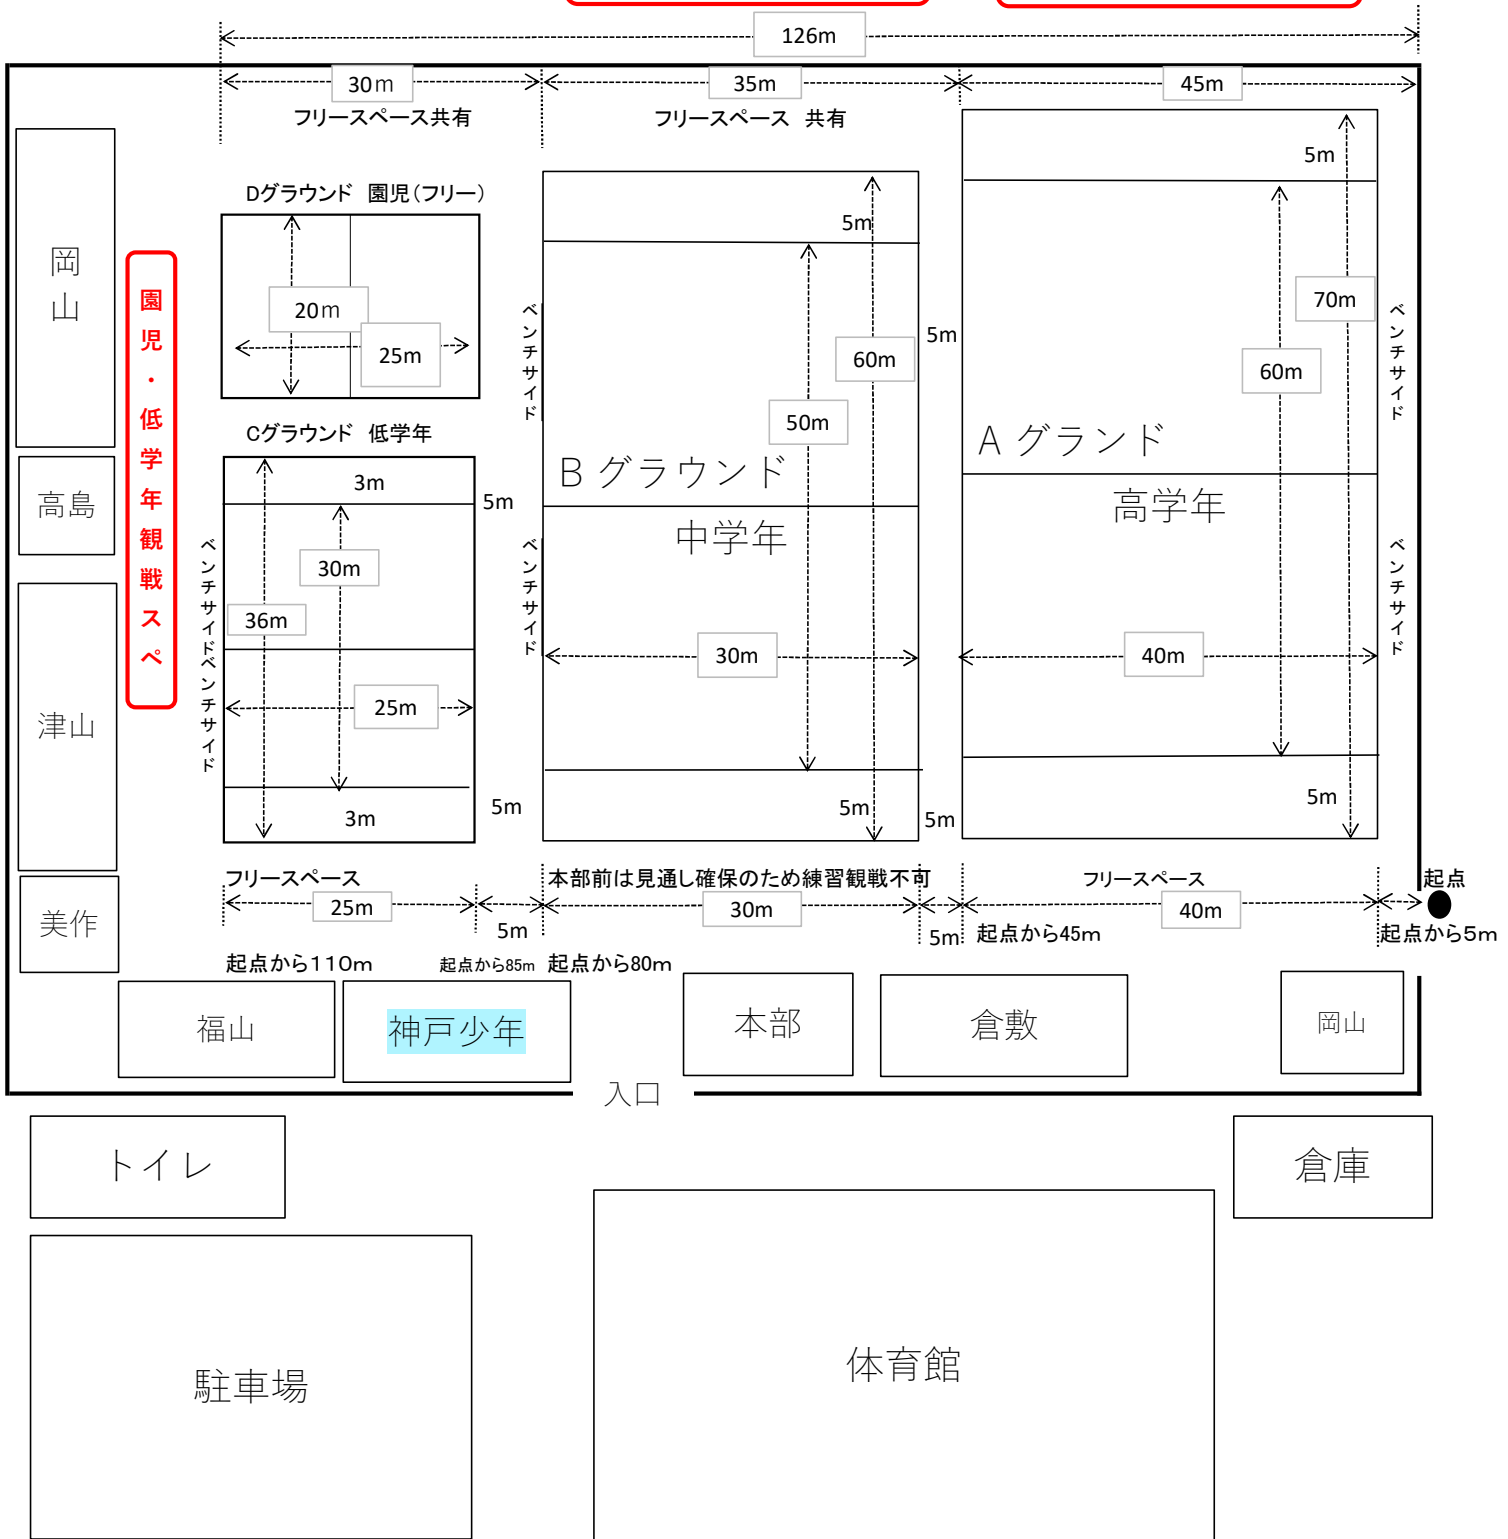 126m
30m
35m
45m
フリースペース共有
フリースペース 共有
5m
Dグラウンド 園児(フリー)
5m
岡山
園児・低学年観戦スペ
20m
25m
ベンチサイド
5m
60m
70m
60m
ベンチサイド
50m
Cグラウンド 低学年
A グランド
B グラウンド
高島
3m
5m
高学年
中学年
ベンチサイド
30m
ベンチサイド
ベンチサイド
36m
30m
40m
ベンチサイド
津山
25m
3m
5m
5m
5m
5m
フリースペース
本部前は見通し確保のため練習観戦不可
フリースペース
起点
美作
25m
5m
30m
5m
40m
起点から45m
起点から5m
起点から110m
起点から85m
起点から80m
福山
神戸少年
本部
倉敷
岡山
入口
トイレ
倉庫
駐車場
体育館